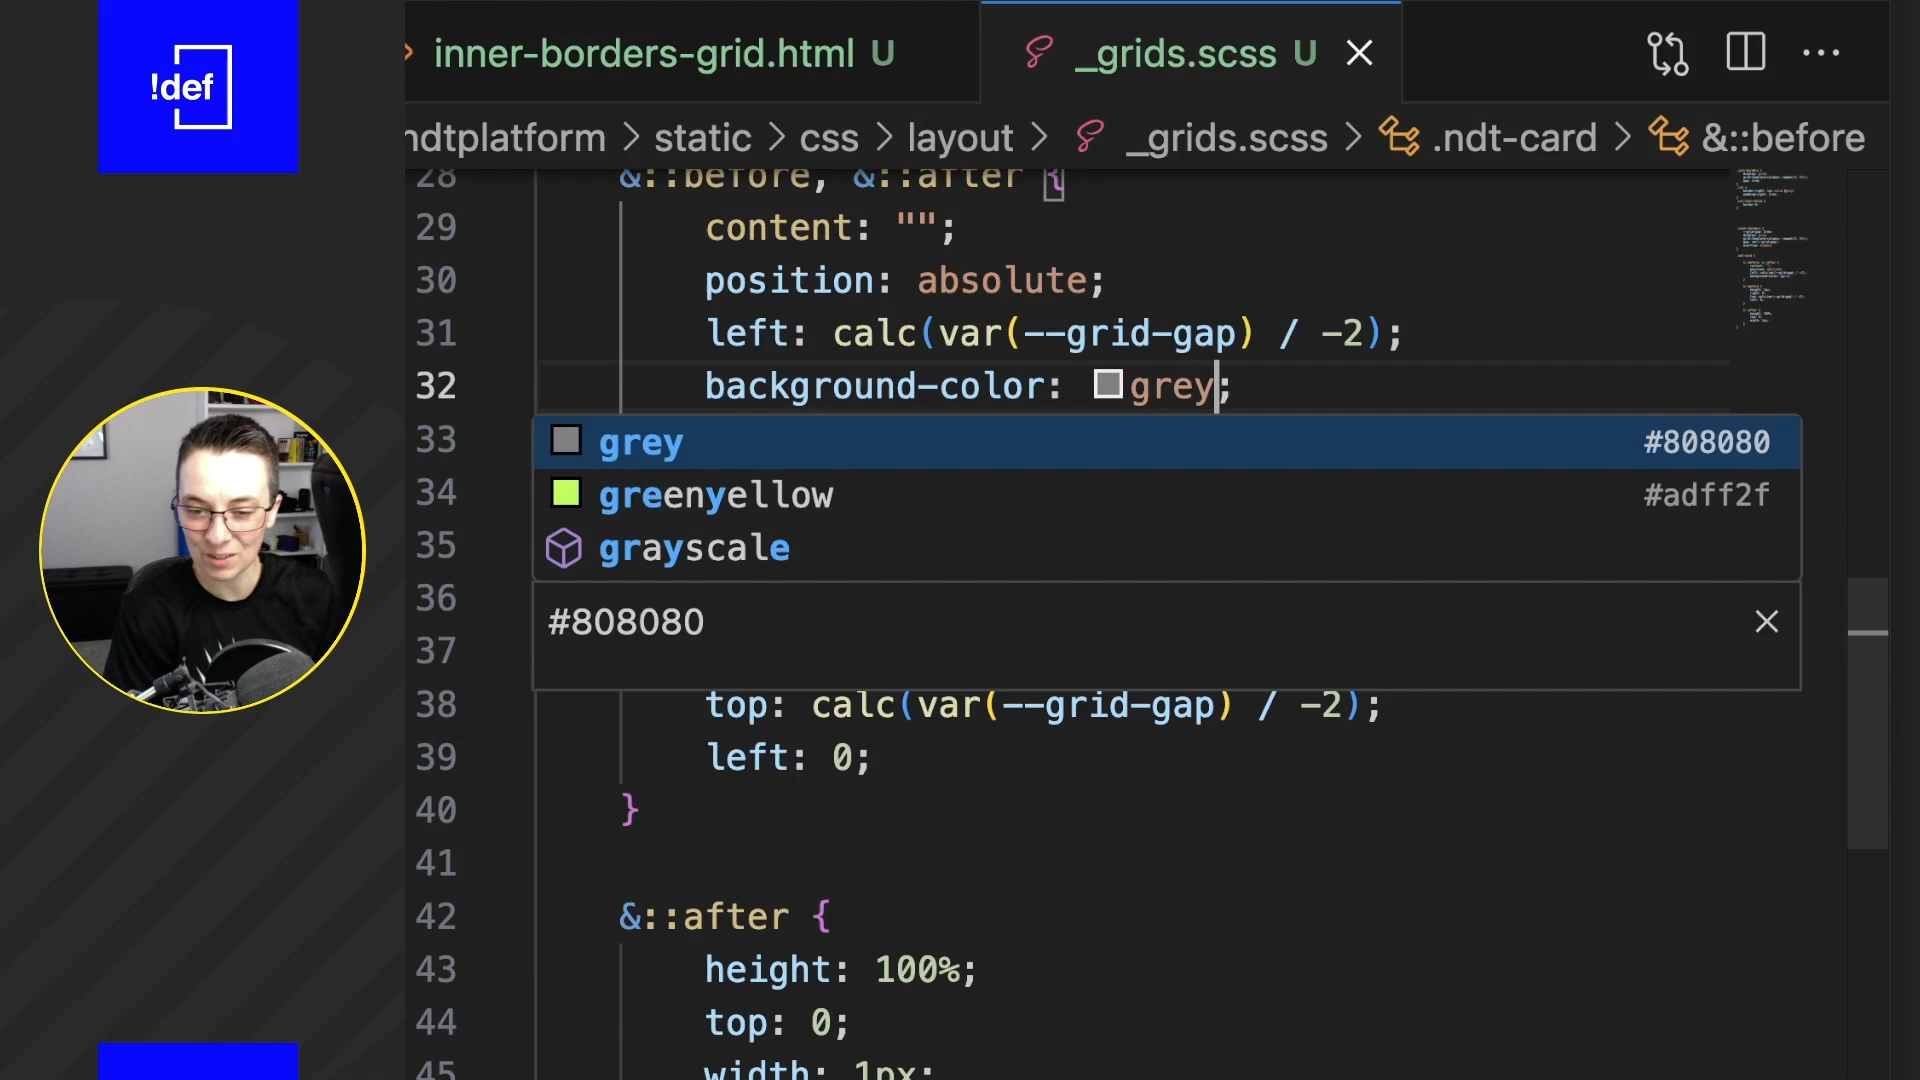 !def
inner-borders-grid.html U
_grids.scss U
ndtplatform > static > css > layout > _grids.scss > .ndt-card > &::before
28 &::before, &::after {
29 content: "";
30 position: absolute;
31 left: calc(var(--grid-gap) / -2);
32 background-color: grey;
33 grey #808080
34 greenyellow #adff2f
35 grayscale
36 #808080
37
38 top: calc(var(--grid-gap) / -2);
39 left: 0;
40 }
41
42 &::after {
43 height: 100%;
44 top: 0;
45 width: 1px;